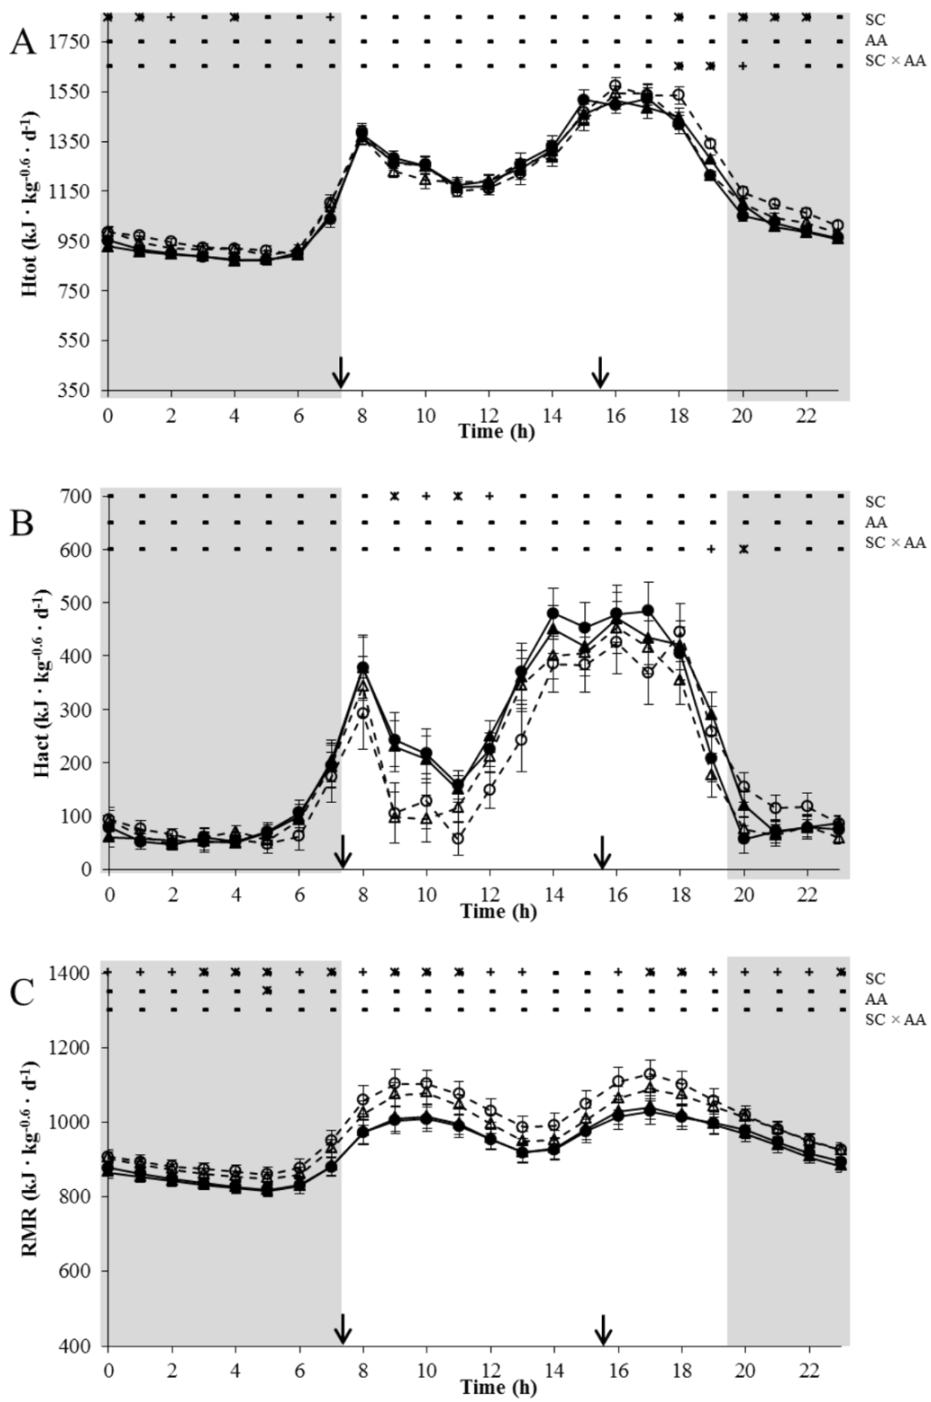 A
SC
AA
SC × AA
1750
1550
1350
1150
950
750
550
350
Htot (kJ · kg-0.6 · d-1)
0 2 4 6 8 10 12 14 16 18 20 22
Time (h)
B
SC
AA
SC × AA
700
600
500
400
300
200
100
0
Hact (kJ · kg-0.6 · d-1)
0 2 4 6 8 10 12 14 16 18 20 22
Time (h)
C
SC
AA
SC × AA
1400
1200
1000
800
600
400
RMR (kJ · kg-0.6 · d-1)
0 2 4 6 8 10 12 14 16 18 20 22
Time (h)